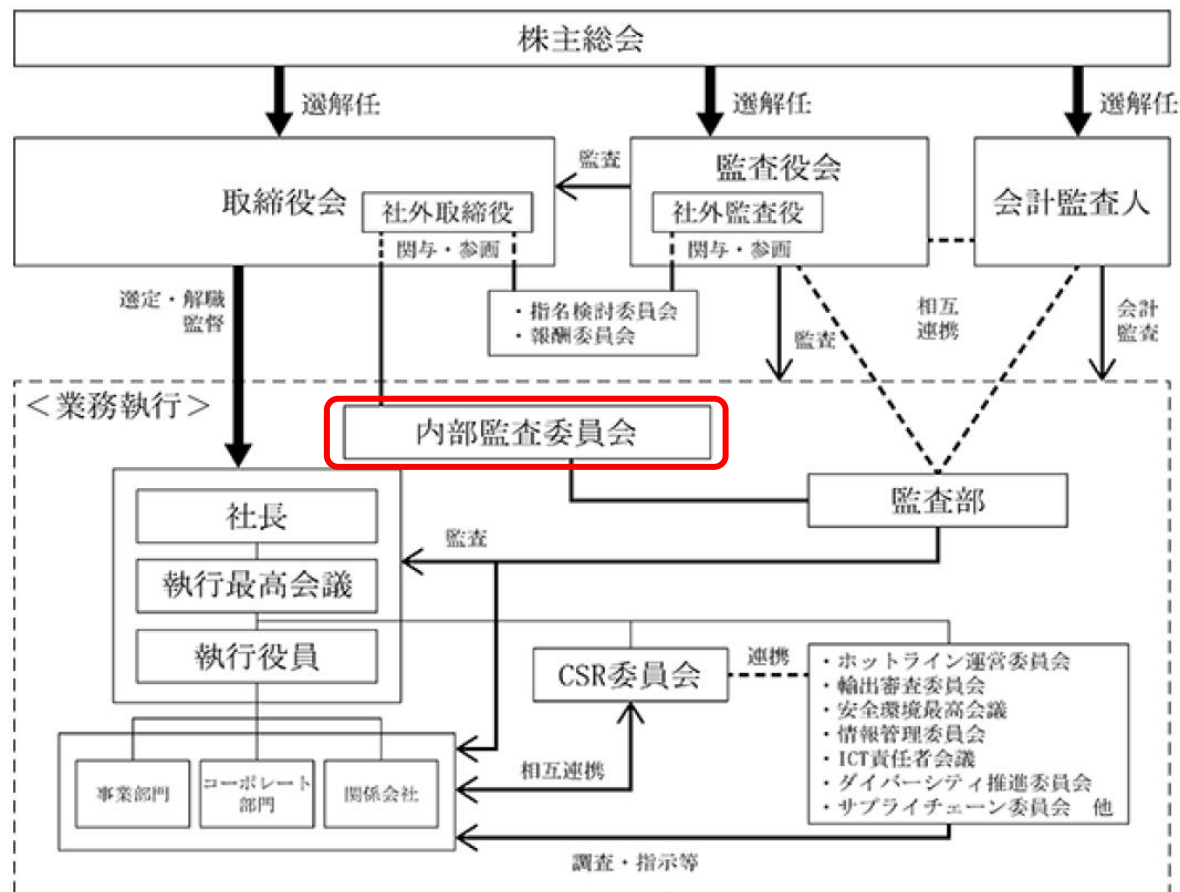 株主総会
選解任
選解任
選解任
取締役会
社外取締役
関与・参画
監査
監査役会
社外監査役
関与・参画
会計監査人
選定・解職
監督
・指名検討委員会
・報酬委員会
監査
相互
連携
会計
監査
＜業務執行＞
内部監査委員会
監査部
社長
執行最高会議
執行役員
監査
CSR委員会
連携
・ホットライン運営委員会
・輸出審査委員会
・安全環境最高会議
・情報管理委員会
・ICT責任者会議
・ダイバーシティ推進委員会
・サプライチェーン委員会　他
事業部門
コーポレート
部門
関係会社
相互連携
調査・指示等